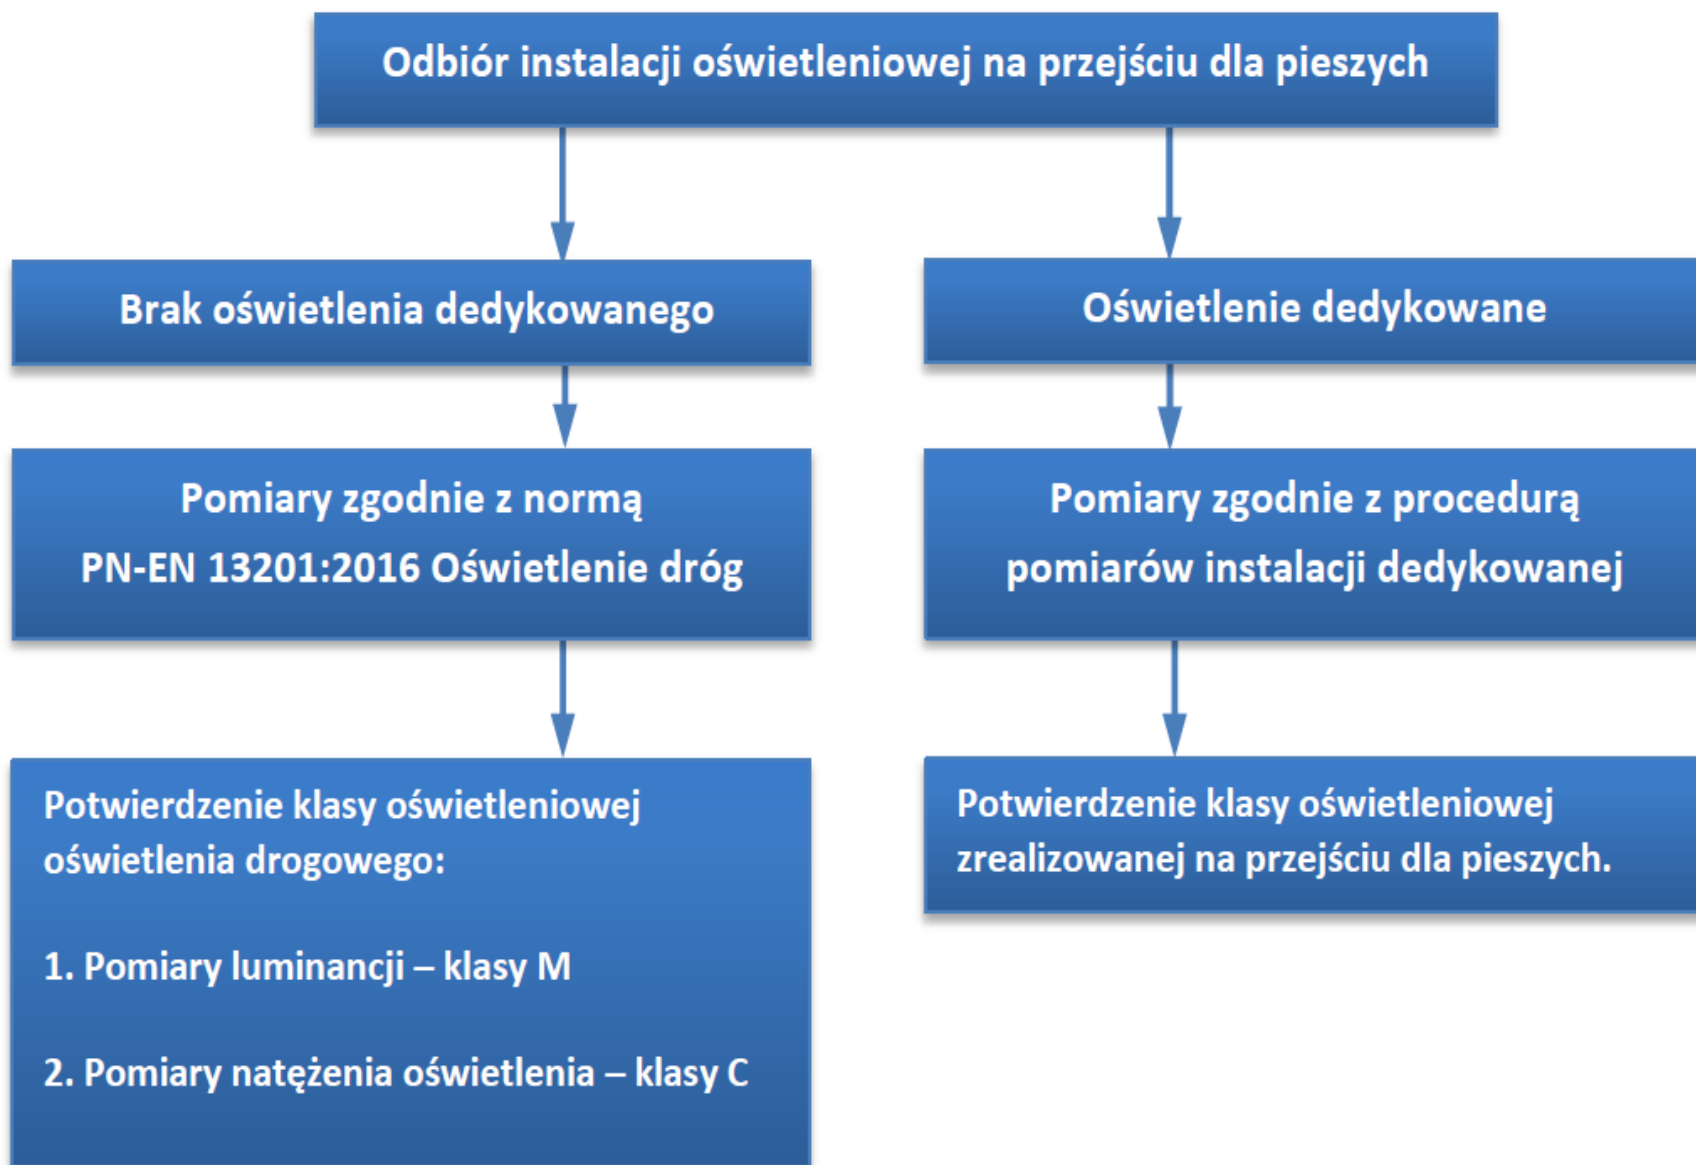 Odbiór instalacji oświetleniowej na przejściu dla pieszych
Brak oświetlenia dedykowanego
Oświetlenie dedykowane
Pomiary zgodnie z normą
PN-EN 13201:2016 Oświetlenie dróg
Pomiary zgodnie z procedurą
pomiarów instalacji dedykowanej
Potwierdzenie klasy oświetleniowej
oświetlenia drogowego:
1. Pomiary luminancji – klasy M
2. Pomiary natężenia oświetlenia – klasy C
Potwierdzenie klasy oświetleniowej
zrealizowanej na przejściu dla pieszych.